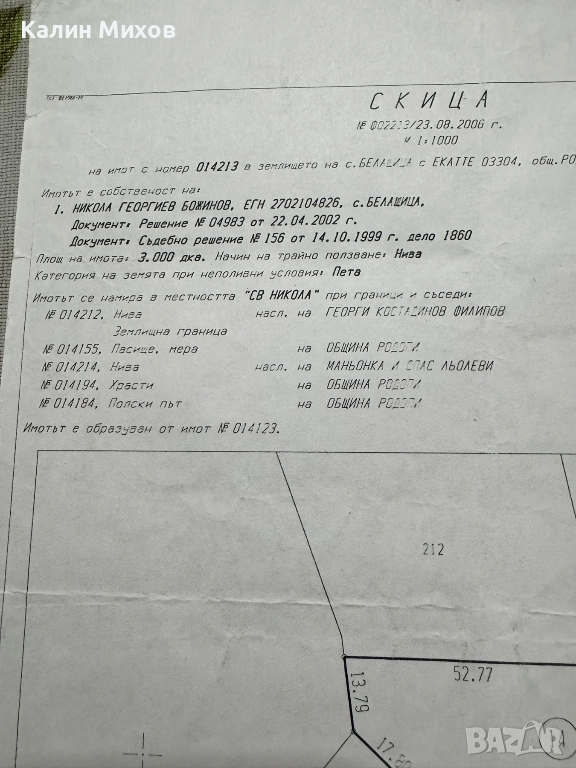 Калин Михов
СКИЦА
№ 002213/23.08.2006 г.
М 1:1000
на имот с номер 014213 в землището на с.БЕЛАЩИЦА с ЕКАТТЕ 03304, общ.РО
Имотът е собственост на:
1. НИКОЛА ГЕОРГИЕВ БОЖИНОВ, ЕГН 2702104826, с.БЕЛАЩИЦА,
Документ: Решение № 04983 от 22.04.2002 г.
Документ: Съдебно решение № 156 от 14.10.1999 г. дело 1860
Площ на имота: 3.000 дка. Начин на трайно ползване: Нива
Категория на земята при неполивни условия: Пета
Имотът се намира в местността "СВ НИКОЛА" при граници и съседи:
№ 014212, Нива насл. на ГЕОРГИ КОСТАДИНОВ ФИЛИПОВ
Землищна граница
№ 014155, Пасище, мера на ОБЩИНА РОДОПИ
№ 014214, Нива насл. на МАНЬОНКА И СПАС ЛЬОЛЕВИ
№ 014194, Храсти на ОБЩИНА РОДОПИ
№ 014184, Полски път на ОБЩИНА РОДОПИ
Имотът е образуван от имот № 014123.
212
52.77
13.79
17.8
BAZAR